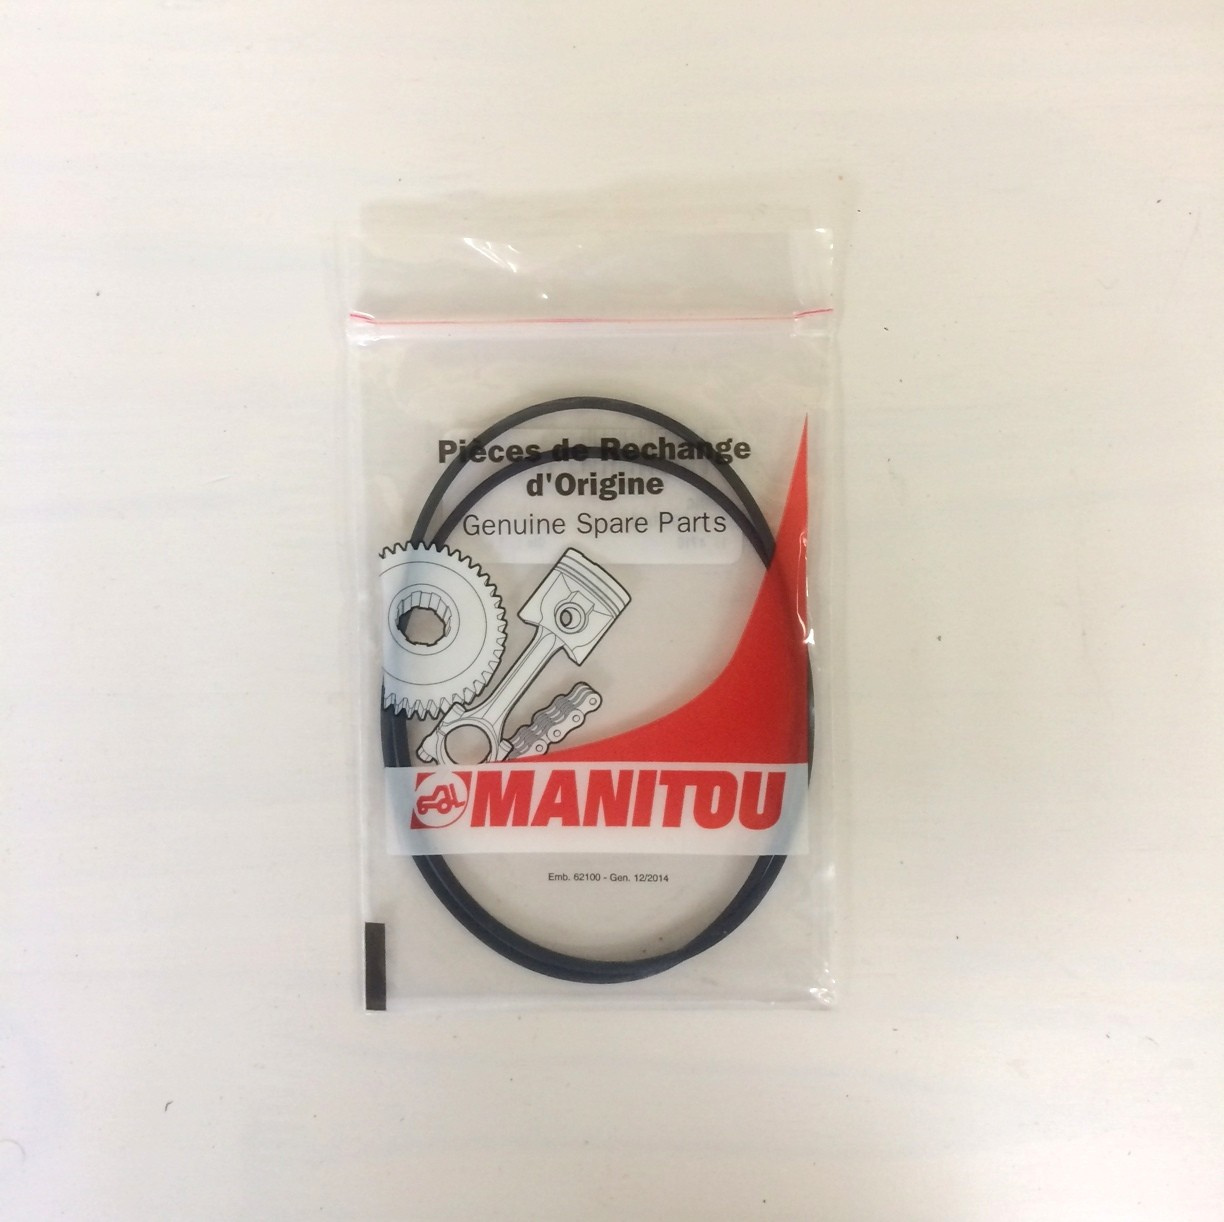 Pièces de Rechange
d'Origine
Genuine Spare Parts
MANITOU
Emb. 62100 - Gen. 12/2014